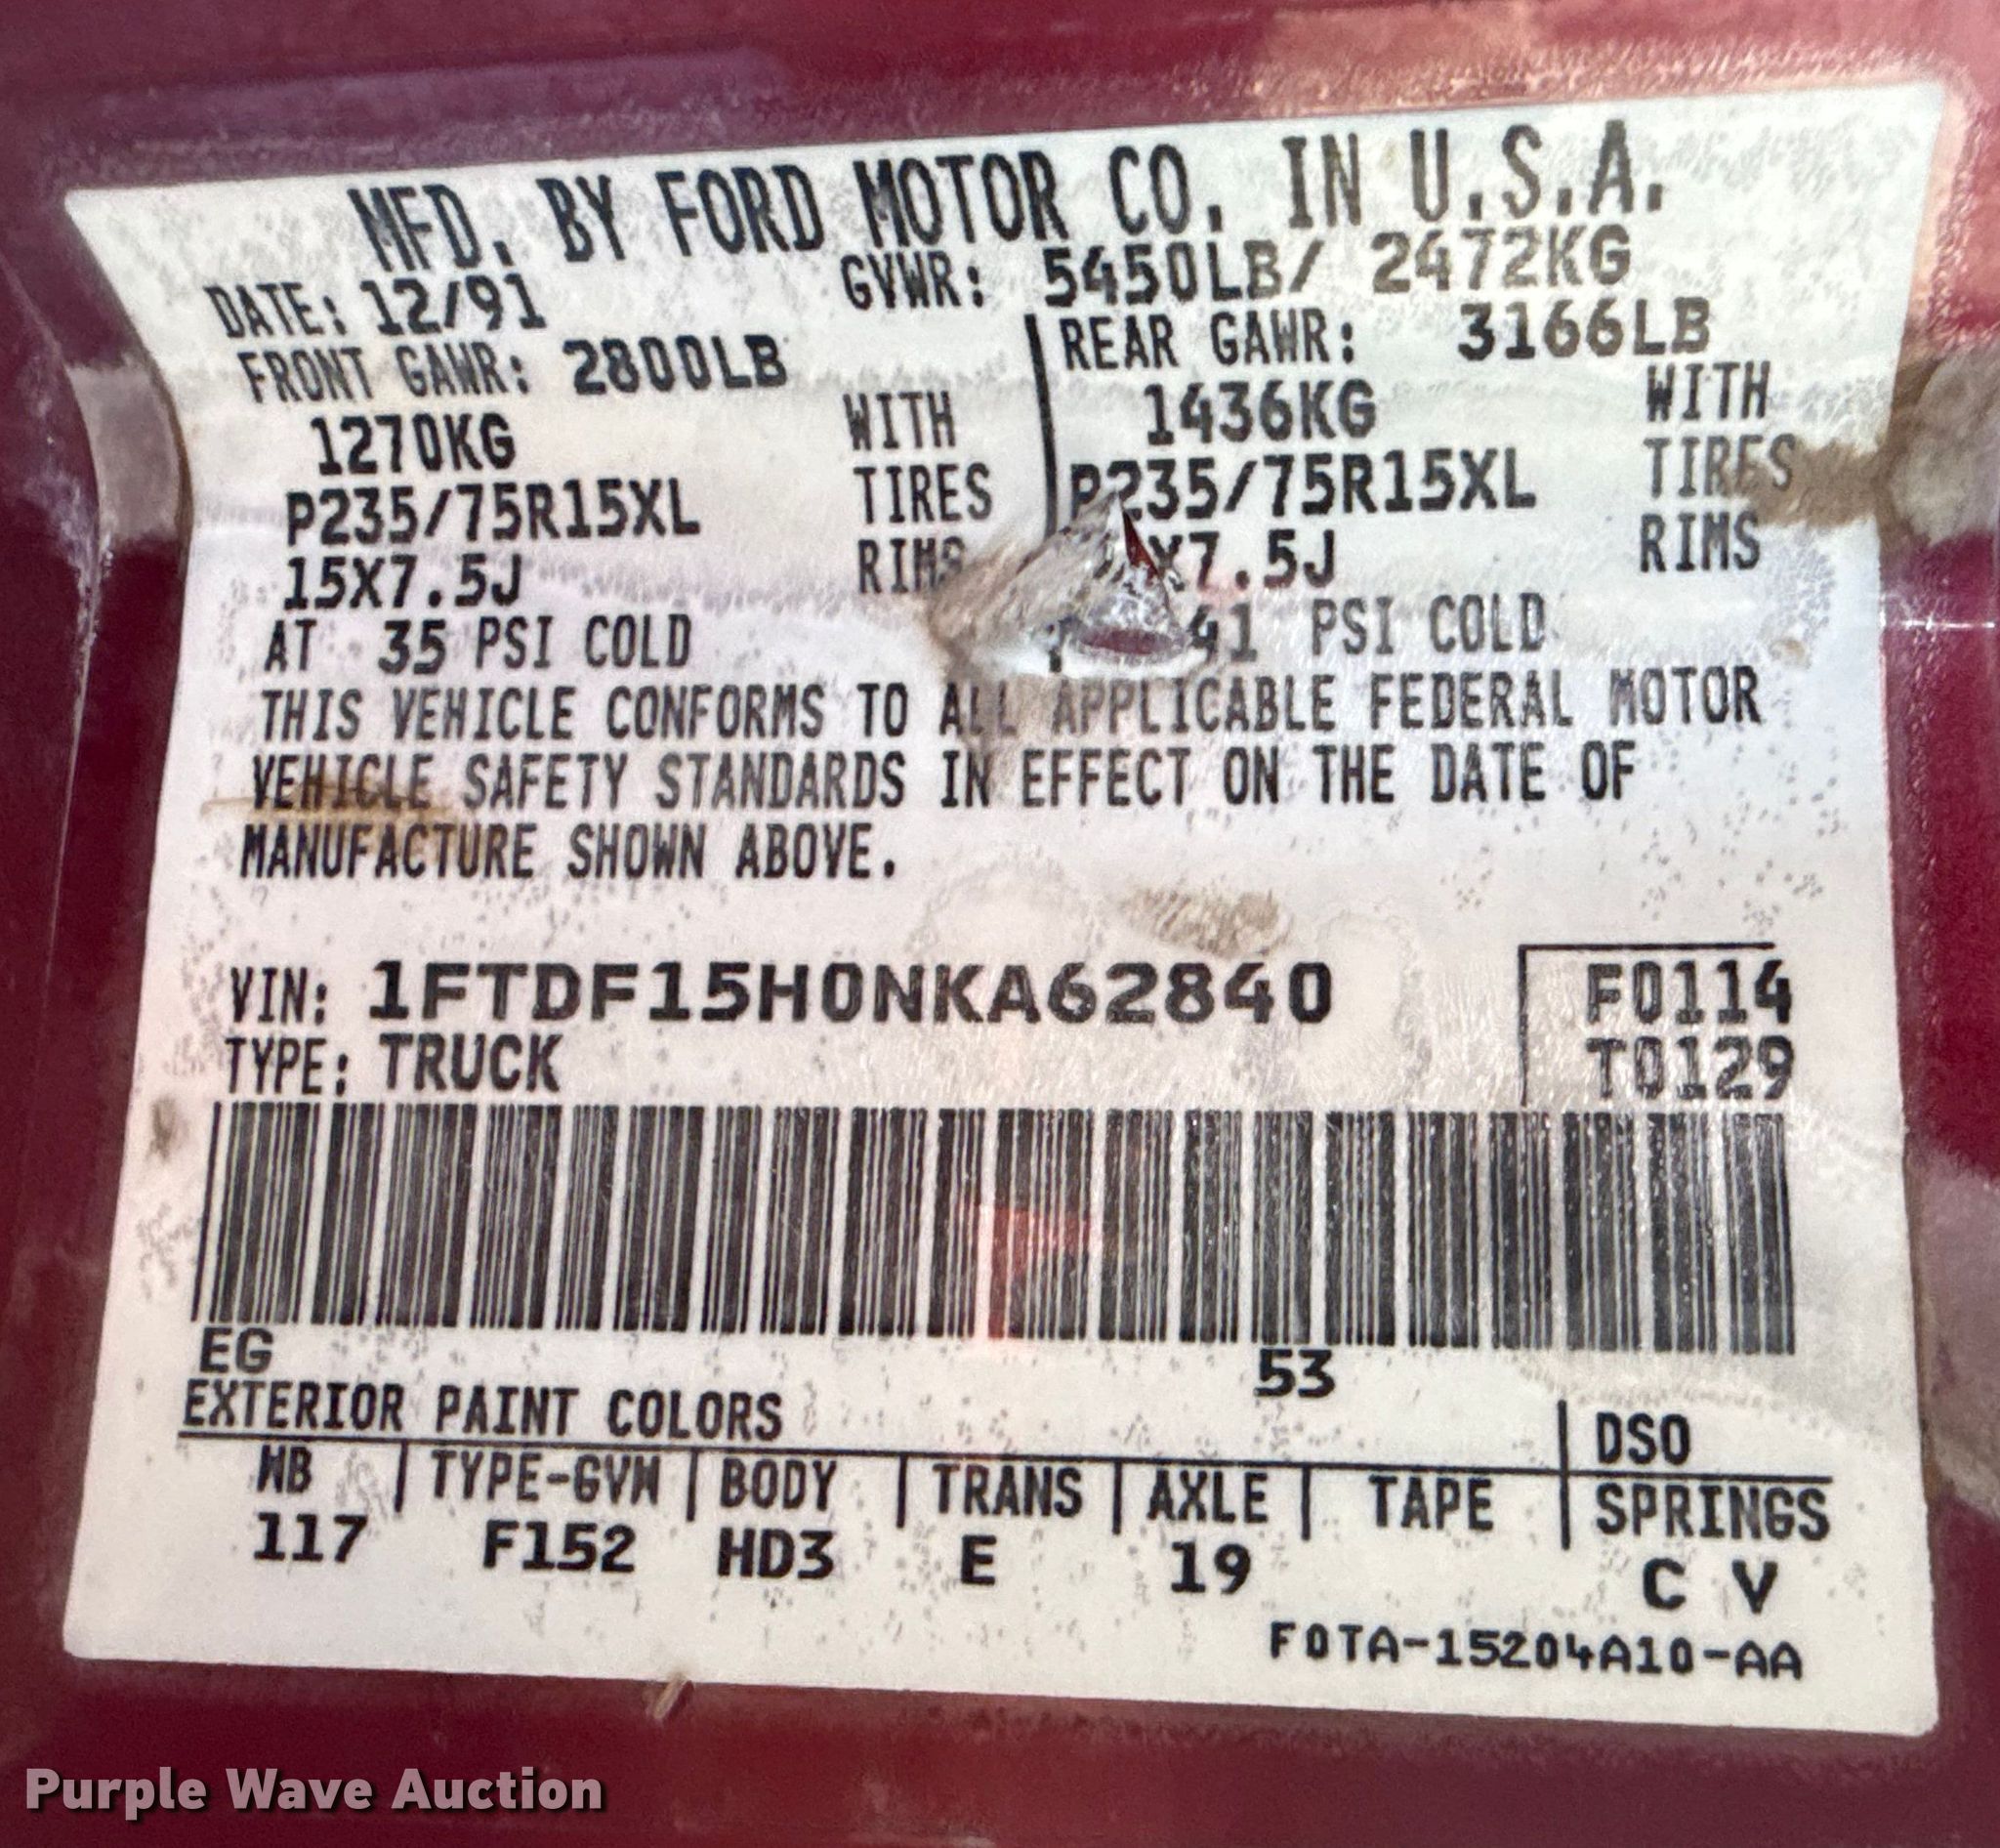 MFD. BY FORD MOTOR CO. IN U.S.A.
DATE: 12/91 GVWR: 5450LB/ 2472KG
FRONT GAWR: 2800LB REAR GAWR: 3166LB
1270KG WITH 1436KG WITH
P235/75R15XL TIRES P235/75R15XL TIRES
15X7.5J RIMS X7.5J RIMS
AT 35 PSI COLD 41 PSI COLD
THIS VEHICLE CONFORMS TO ALL APPLICABLE FEDERAL MOTOR
VEHICLE SAFETY STANDARDS IN EFFECT ON THE DATE OF
MANUFACTURE SHOWN ABOVE.
VIN: 1FTDF15H0NKA62840 F0114
TYPE: TRUCK T0129
EG 53
EXTERIOR PAINT COLORS DSO
WB TYPE-GVW BODY TRANS AXLE TAPE SPRINGS
117 F152 HD3 E 19 C V
F0TA-15204A10-AA
Purple Wave Auction